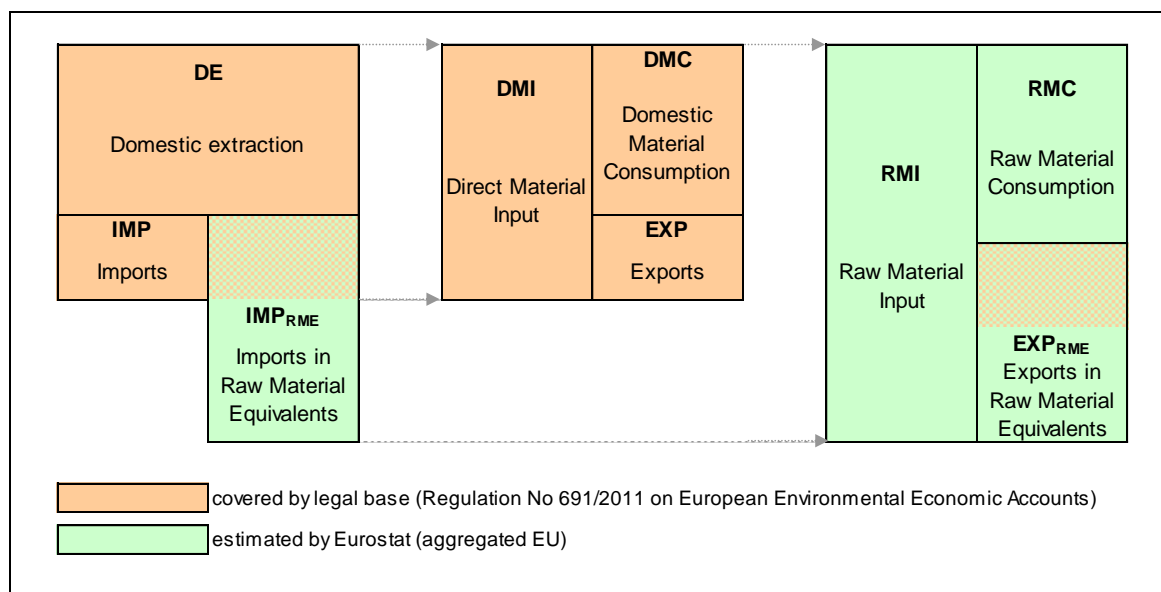 DE
Domestic extraction
IMP
Imports
IMPRME
Imports in
Raw Material
Equivalents
DMI
Direct Material
Input
DMC
Domestic
Material
Consumption
EXP
Exports
RMI
Raw Material
Input
RMC
Raw Material
Consumption
EXPRME
Exports in
Raw Material
Equivalents
covered by legal base (Regulation No 691/2011 on European Environmental Economic Accounts)
estimated by Eurostat (aggregated EU)